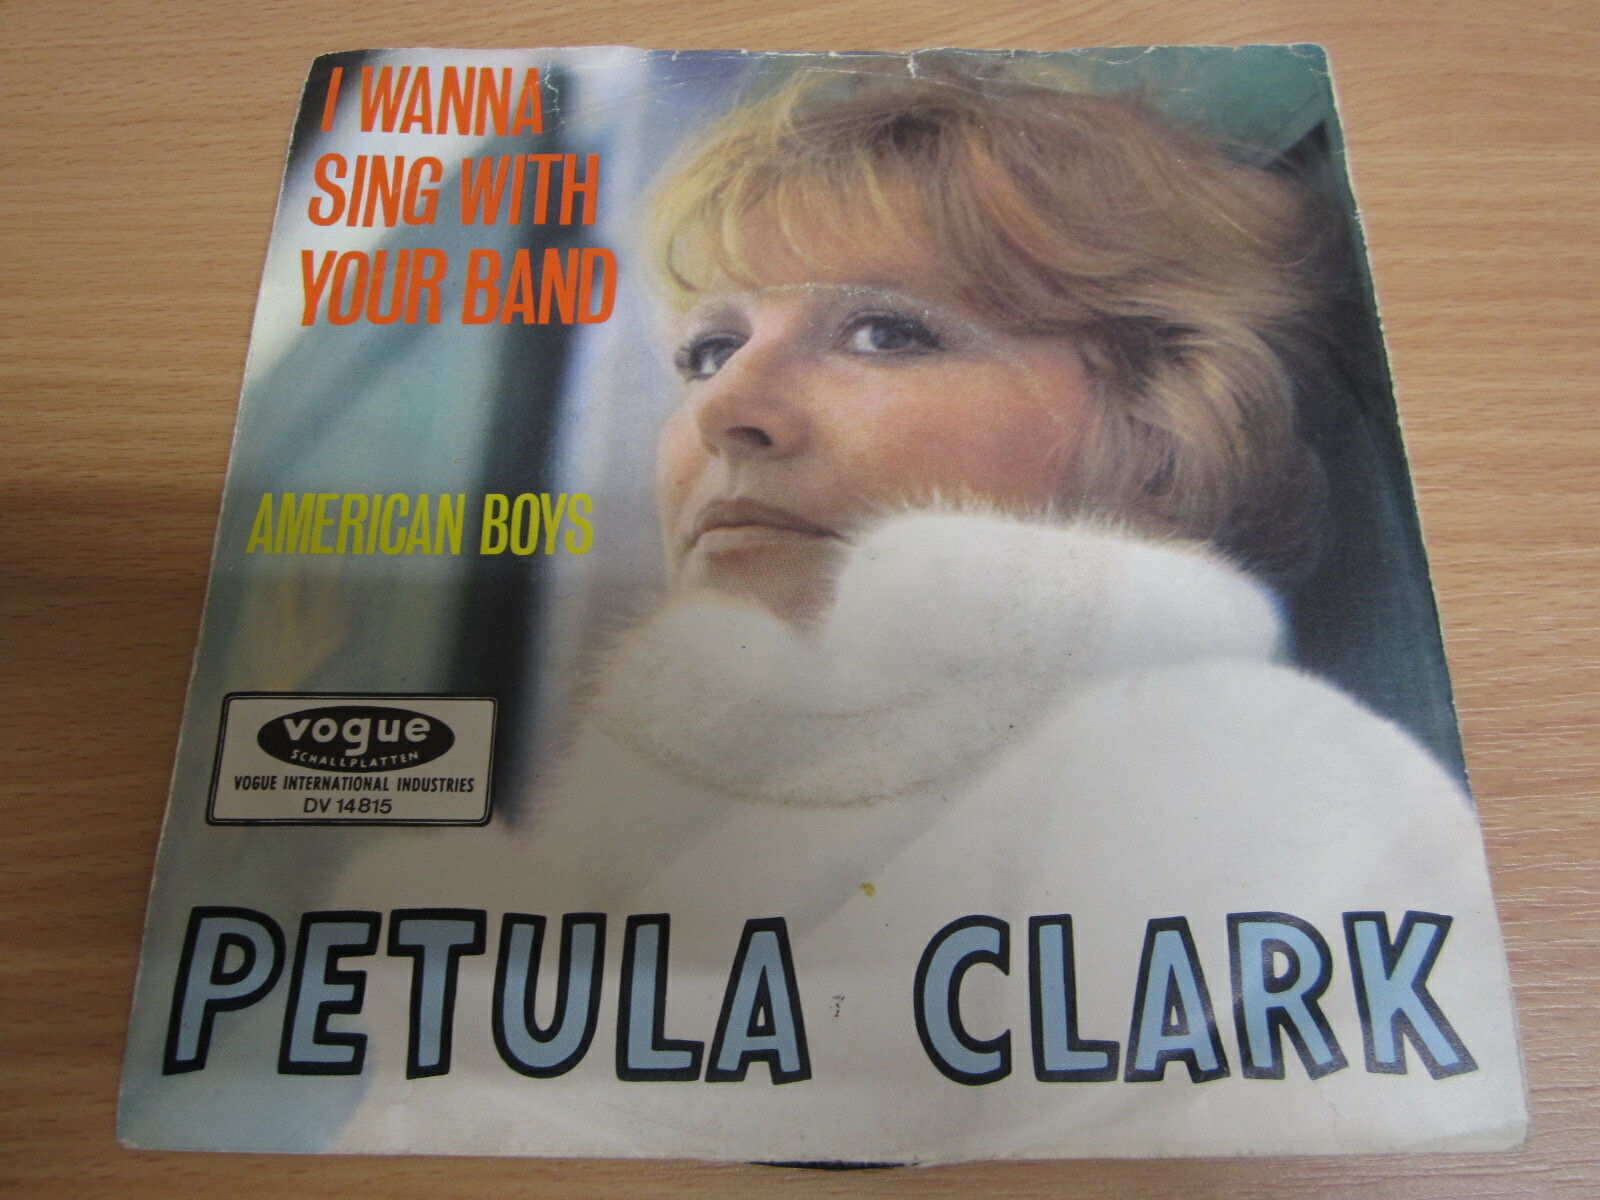 I WANNA
SING WITH
YOUR BAND
AMERICAN BOYS
vogue
SCHALLPLATTEN
VOGUE INTERNATIONAL INDUSTRIES
DV 14815
PETULA CLARK